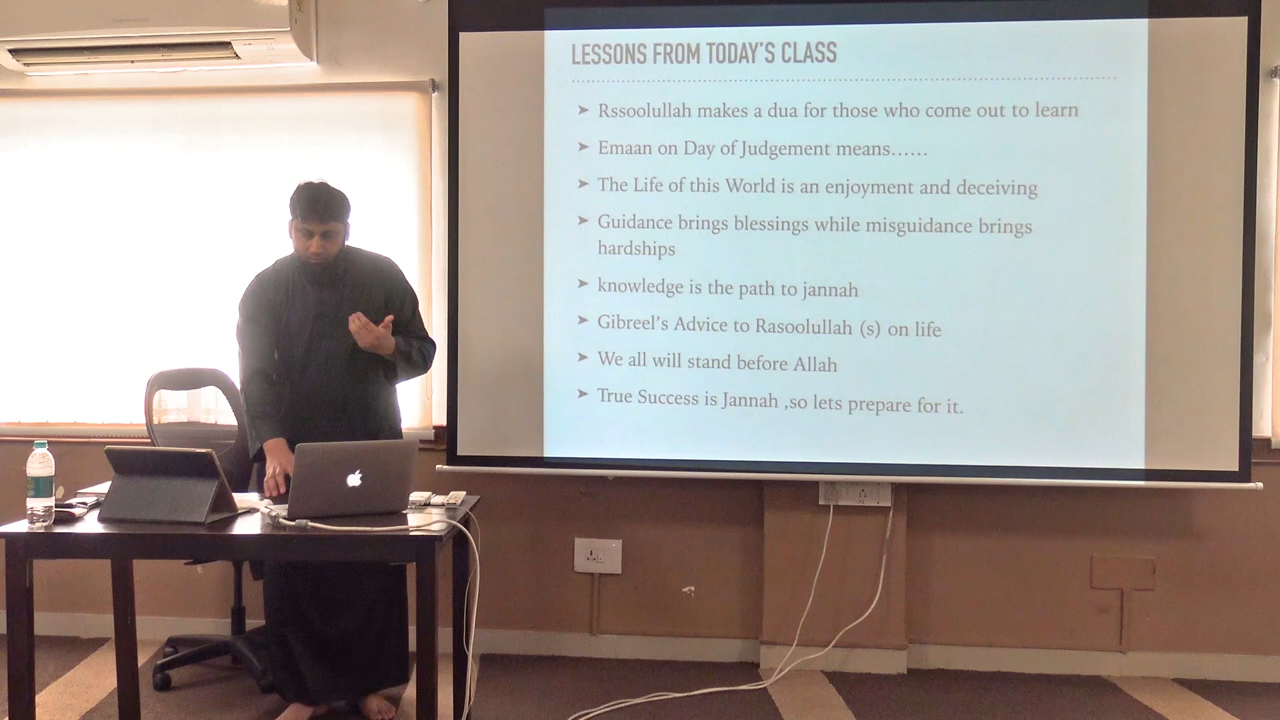 LESSONS FROM TODAY'S CLASS
➤ Rssoolullah makes a dua for those who come out to learn
➤ Emaan on Day of Judgement means......
➤ The Life of this World is an enjoyment and deceiving
➤ Guidance brings blessings while misguidance brings
hardships
➤ knowledge is the path to jannah
➤ Gibreel's Advice to Rasoolullah (s) on life
➤ We all will stand before Allah
➤ True Success is Jannah ,so lets prepare for it.